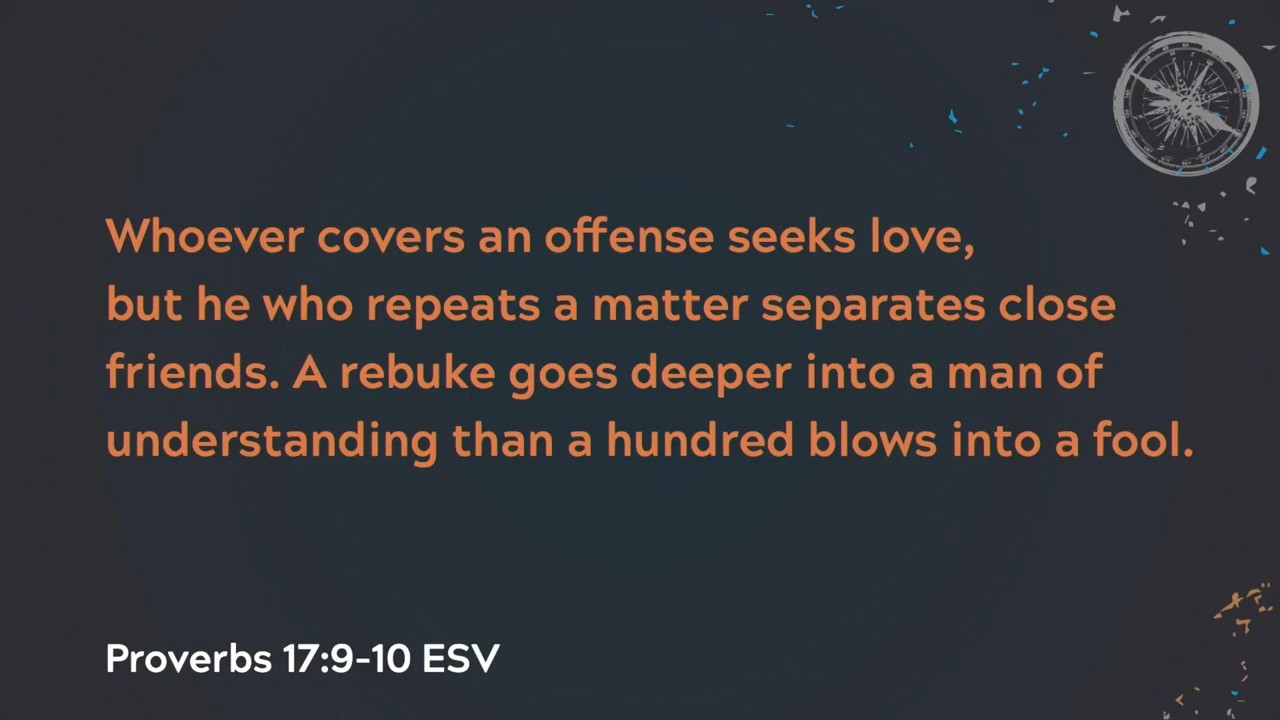 Whoever covers an offense seeks love,
but he who repeats a matter separates close
friends. A rebuke goes deeper into a man of
understanding than a hundred blows into a fool.
Proverbs 17:9-10 ESV